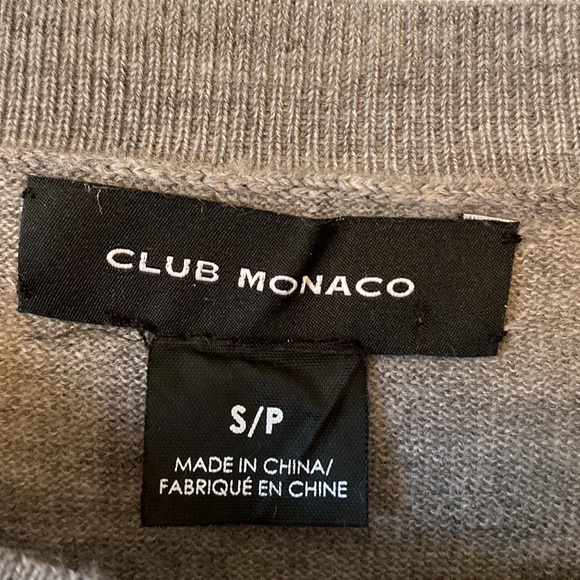 CLUB MONACO
S/P
MADE IN CHINA/
FABRIQUÉ EN CHINE